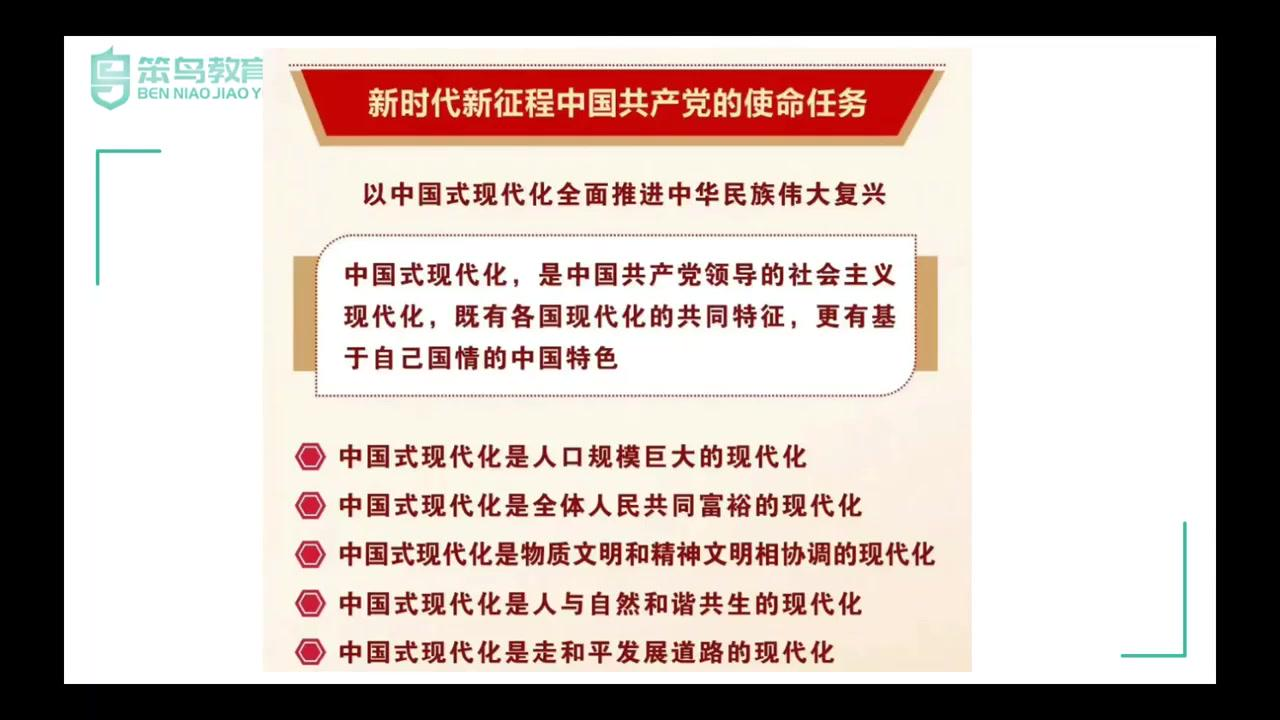 笨鸟教育
BEN NIAO JIAO Y
新时代新征程中国共产党的使命任务
以中国式现代化全面推进中华民族伟大复兴
中国式现代化，是中国共产党领导的社会主义
现代化，既有各国现代化的共同特征，更有基
于自己国情的中国特色
中国式现代化是人口规模巨大的现代化
中国式现代化是全体人民共同富裕的现代化
中国式现代化是物质文明和精神文明相协调的现代化
中国式现代化是人与自然和谐共生的现代化
中国式现代化是走和平发展道路的现代化